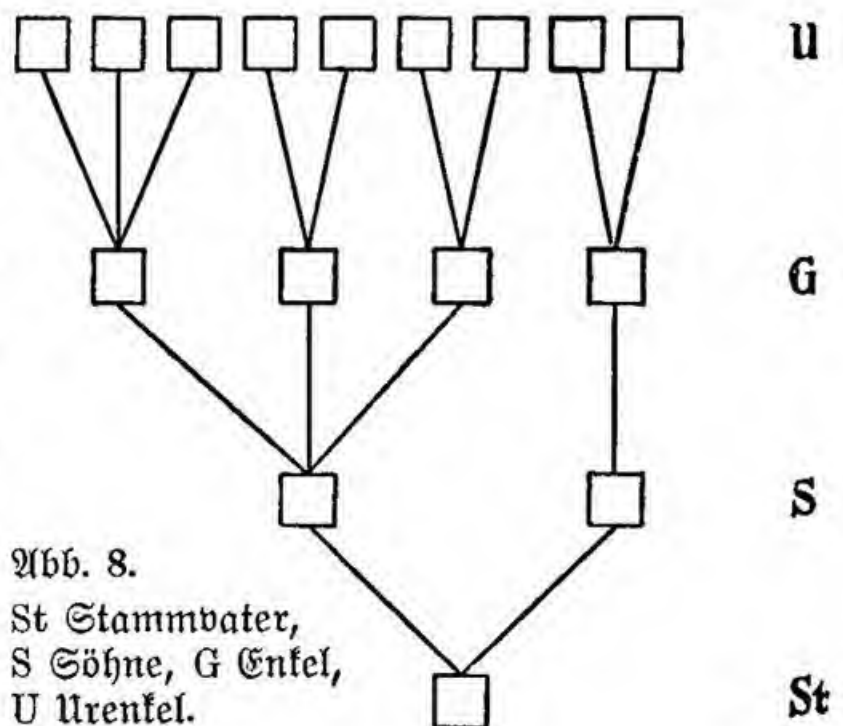 U
G
S
Abb. 8.
St Stammvater,
S Söhne, G Enkel,
U Urenkel.
St